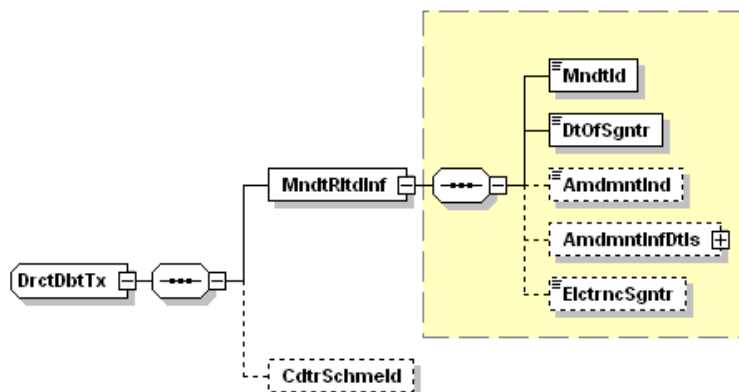 MndtId
DtOfSgntr
MndtRltdInf
AmdmntInd
AmdmntInfDtls
DrctDbtTx
ElctrncSgntr
CdtrSchmeId